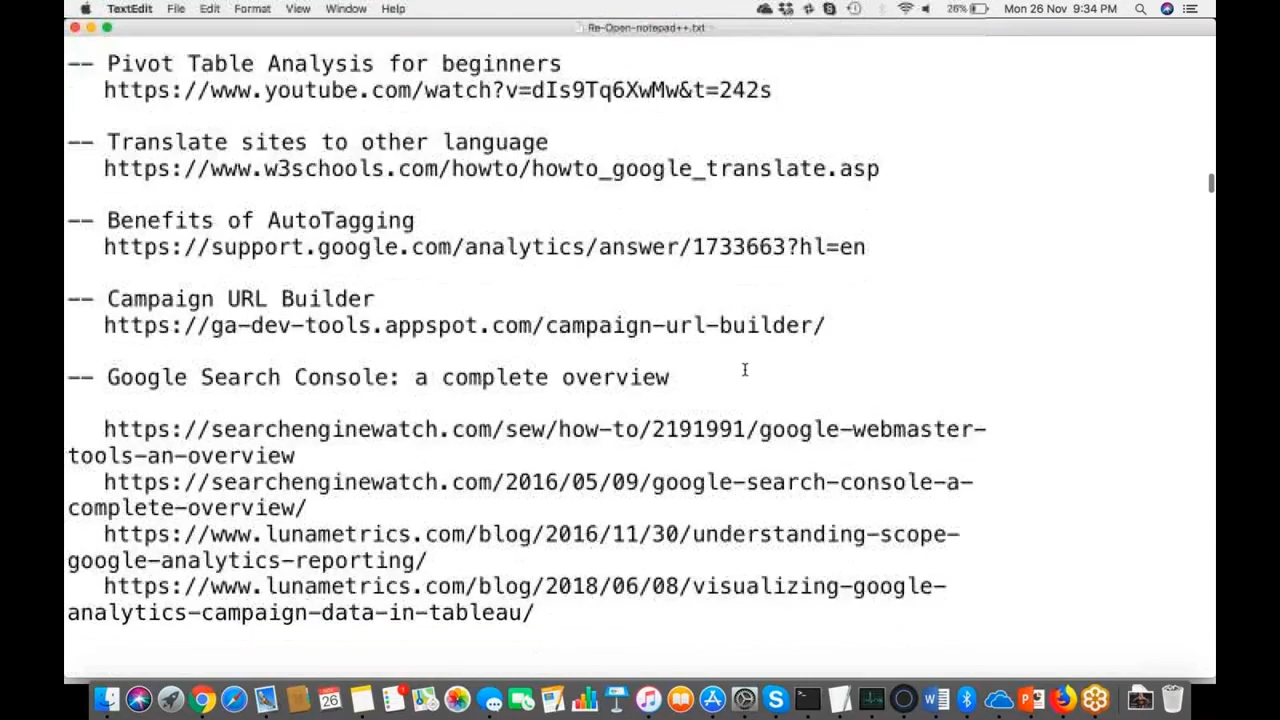 TextEdit File Edit Format View Window Help 26% Mon 26 Nov 9:34 PM
Re-Open-notepad++.txt
-- Pivot Table Analysis for beginners
https://www.youtube.com/watch?v=dIs9Tq6XwMw&t=242s
-- Translate sites to other language
https://www.w3schools.com/howto/howto_google_translate.asp
-- Benefits of AutoTagging
https://support.google.com/analytics/answer/1733663?hl=en
-- Campaign URL Builder
https://ga-dev-tools.appspot.com/campaign-url-builder/
-- Google Search Console: a complete overview
https://searchenginewatch.com/sew/how-to/2191991/google-webmaster-
tools-an-overview
https://searchenginewatch.com/2016/05/09/google-search-console-a-
complete-overview/
https://www.lunametrics.com/blog/2016/11/30/understanding-scope-
google-analytics-reporting/
https://www.lunametrics.com/blog/2018/06/08/visualizing-google-
analytics-campaign-data-in-tableau/
26